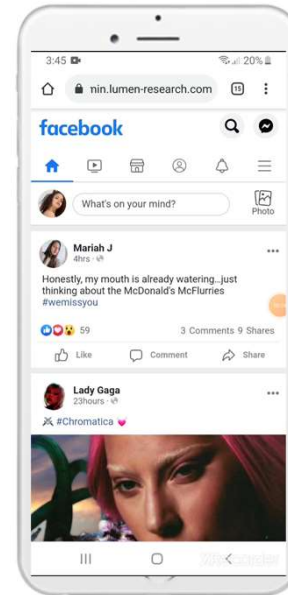 3:45 20%
nin.lumen-research.com 15
facebook
What's on your mind?
Photo
Mariah J
4hrs
Honestly, my mouth is already watering...just
thinking about the McDonald's McFlurries
#wemissyou
59 3 Comments 9 Shares
Like Comment Share
Lady Gaga
23hours
#Chromatica